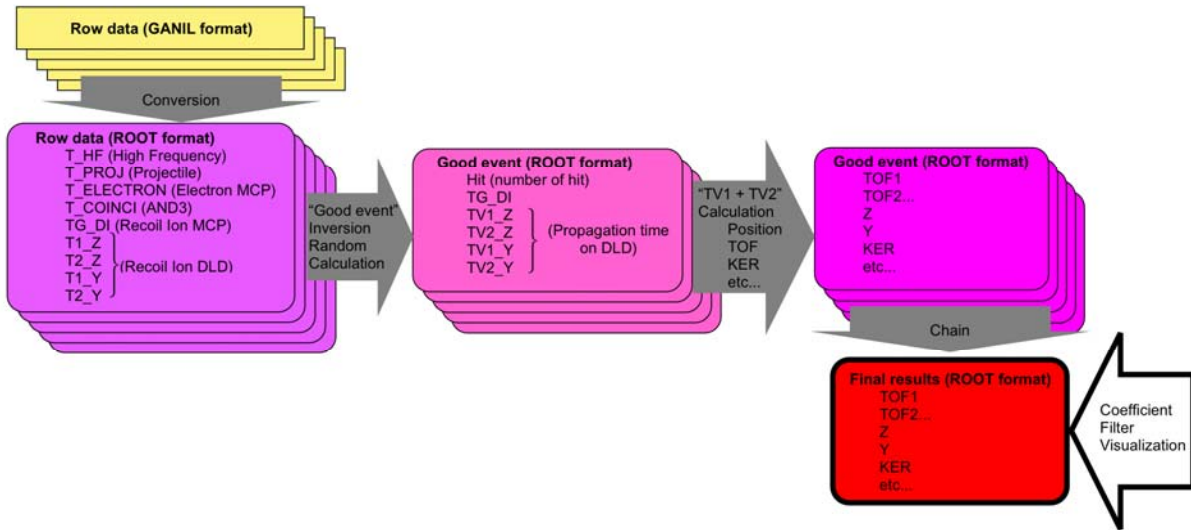 Row data (GANIL format)
Conversion
Row data (ROOT format)
T_HF (High Frequency)
T_PROJ (Projectile)
T_ELECTRON (Electron MCP)
T_COINCI (AND3)
TG_DI (Recoil Ion MCP)
T1_Z
T2_Z
(Recoil Ion DLD)
T1_Y
T2_Y
"Good event"
Inversion
Random
Calculation
Good event (ROOT format)
Hit (number of hit)
TG_DI
TV1_Z
TV2_Z
TV1_Y
TV2_Y
(Propagation time
on DLD)
"TV1 + TV2"
Calculation
Position
TOF
KER
etc...
Good event (ROOT format)
TOF1
TOF2...
Z
Y
KER
etc...
Chain
Final results (ROOT format)
TOF1
TOF2...
Z
Y
KER
etc...
Coefficient
Filter
Visualization